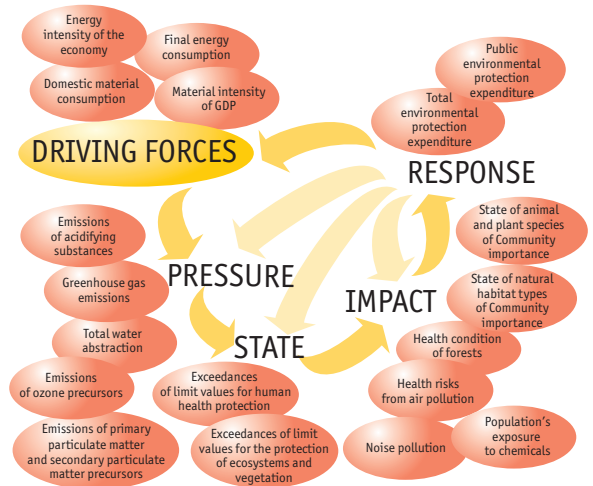 Energy
intensity of the
economy
Final energy
consumption
Domestic material
consumption
Material intensity
of GDP
DRIVING FORCES
Public
environmental
protection
expenditure
Total
environmental
protection
expenditure
RESPONSE
Emissions
of acidifying
substances
Greenhouse gas
emissions
Total water
abstraction
Emissions
of ozone precursors
Emissions of primary
particulate matter
and secondary particulate
matter precursors
PRESSURE
STATE
Exceedances
of limit values for human
health protection
Exceedances of limit
values for the protection
of ecosystems and
vegetation
IMPACT
State of animal
and plant species
of Community
importance
State of natural
habitat types
of Community
importance
Health condition
of forests
Health risks
from air pollution
Noise pollution
Population's
exposure
to chemicals